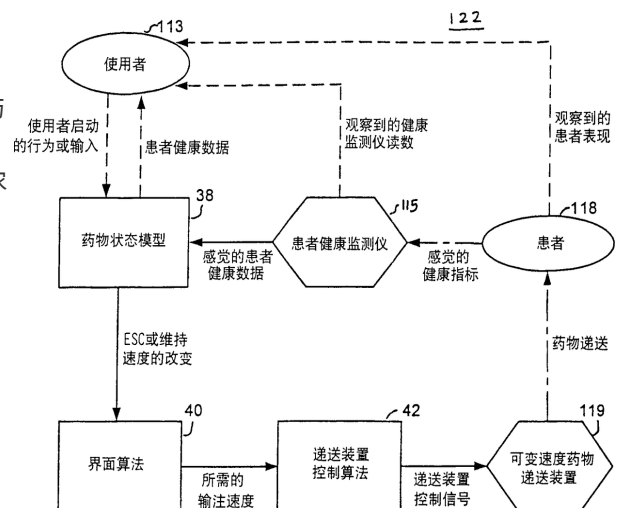 122
113
使用者
药
使用者启动
的行为或输入
患者健康数据
观察到的健康
监测仪读数
观察到的
患者表现
38
115
118
药物状态模型
患者健康监测仪
患者
感觉的患者
健康数据
感觉的
健康指标
ESC或维持
速度的改变
药物递送
40
42
119
界面算法
所需的
输注速度
递送装置
控制算法
递送装置
控制信号
可变速度药物
递送装置